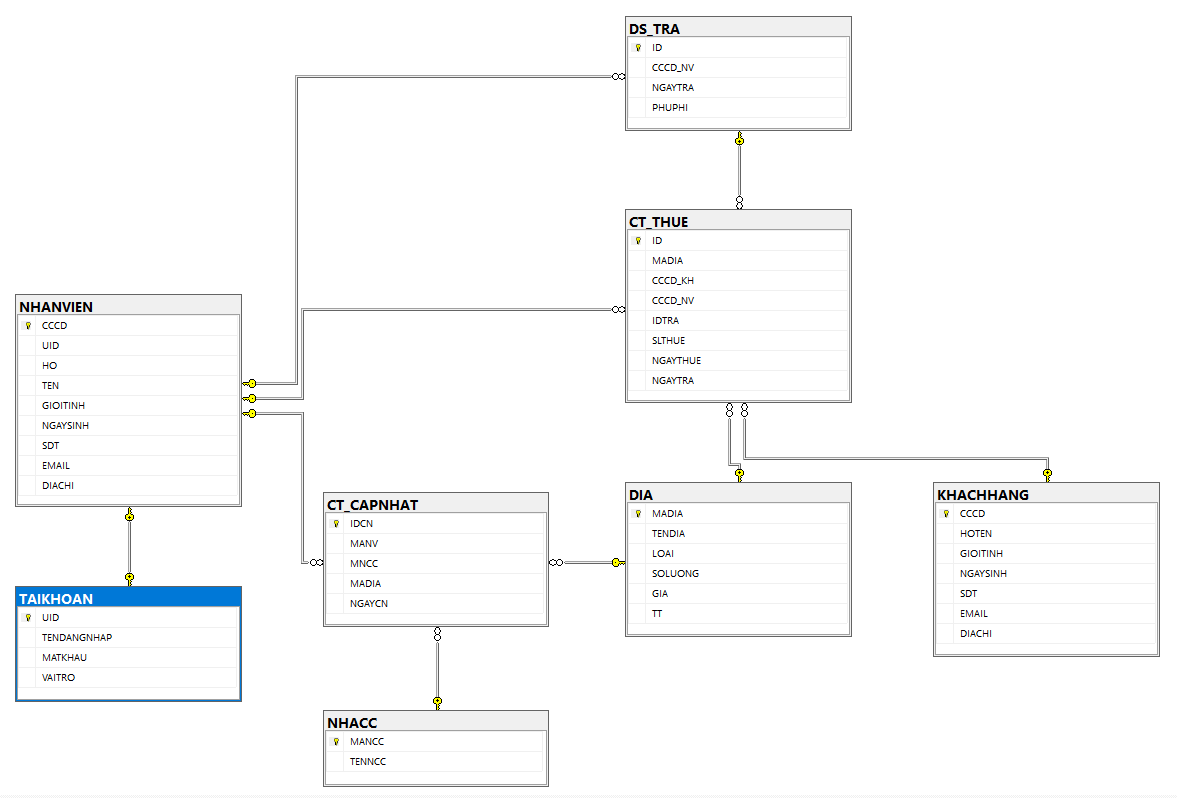 DS_TRA
ID
CCCD_NV
NGAYTRA
PHUPHI
CT_THUE
ID
MADIA
CCCD_KH
CCCD_NV
IDTRA
SLTHUE
NGAYTHUE
NGAYTRA
NHANVIEN
CCCD
UID
HO
TEN
GIOITINH
NGAYSINH
SDT
EMAIL
DIACHI
CT_CAPNHAT
IDCN
MANV
MNCC
MADIA
NGAYCN
DIA
MADIA
TENDIA
LOAI
SOLUONG
GIA
TT
KHACHHANG
CCCD
HOTEN
GIOITINH
NGAYSINH
SDT
EMAIL
DIACHI
TAIKHOAN
UID
TENDANGNHAP
MATKHAU
VAITRO
NHACC
MANCC
TENNCC